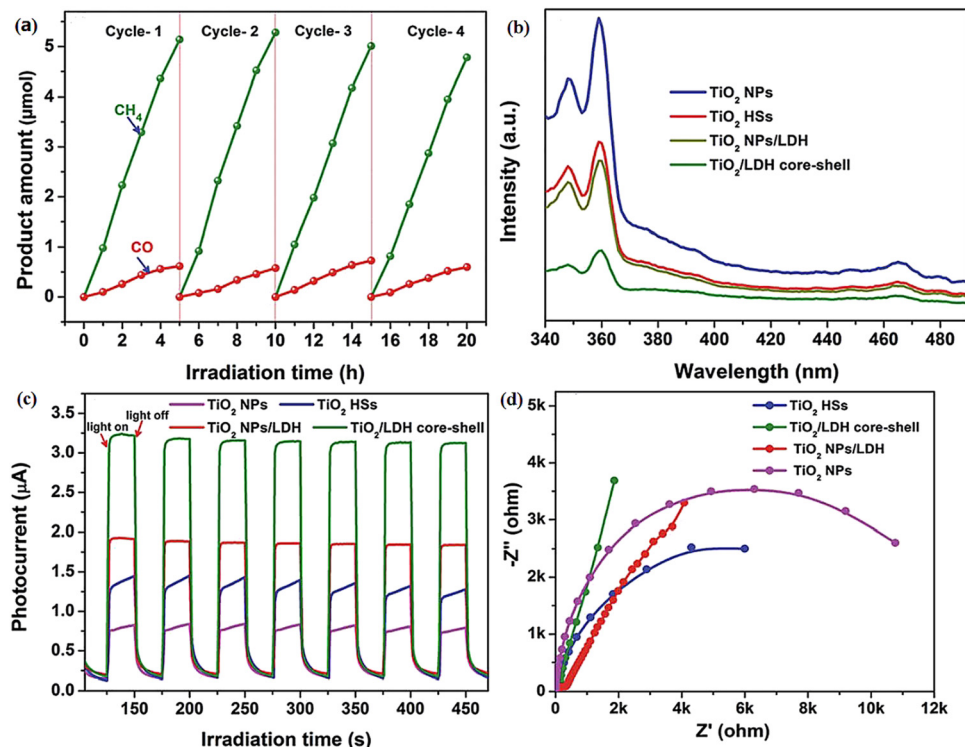 (a)
Cycle- 1 Cycle- 2 Cycle- 3 Cycle- 4
CH4
CO
5
4
3
2
1
0
Product amount (μmol)
0 2 4 6 8 10 12 14 16 18 20
Irradiation time (h)
(b)
TiO2 NPs
TiO2 HSs
TiO2 NPs/LDH
TiO2/LDH core-shell
Intensity (a.u.)
340 360 380 400 420 440 460 480
Wavelength (nm)
(c)
TiO2 NPs TiO2 HSs
TiO2 NPs/LDH TiO2/LDH core-shell
light on light off
3.5
3.0
2.5
2.0
1.5
1.0
0.5
0.0
Photocurrent (μA)
150 200 250 300 350 400 450
Irradiation time (s)
(d)
TiO2 HSs
TiO2/LDH core-shell
TiO2 NPs/LDH
TiO2 NPs
5k
4k
3k
2k
1k
0
-Z" (ohm)
0 2k 4k 6k 8k 10k 12k
Z' (ohm)